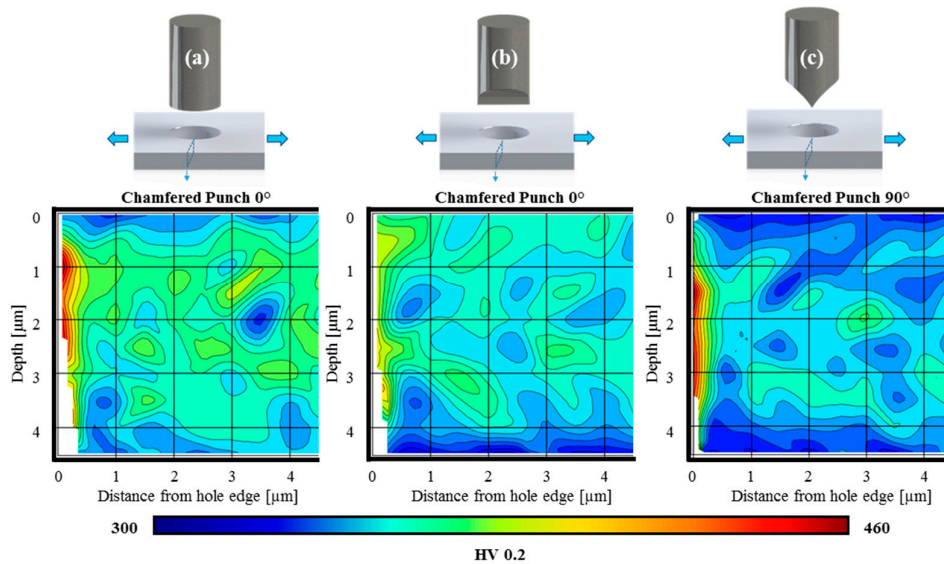 (a)
(b)
(c)
Chamfered Punch 0°
Chamfered Punch 0°
Chamfered Punch 90°
Depth [µm]
0
1
2
3
4
0 1 2 3 4
Distance from hole edge [µm]
Depth [µm]
0
1
2
3
4
0 1 2 3 4
Distance from hole edge [µm]
Depth [µm]
0
1
2
3
4
0 1 2 3 4
Distance from hole edge [µm]
300
460
HV 0.2